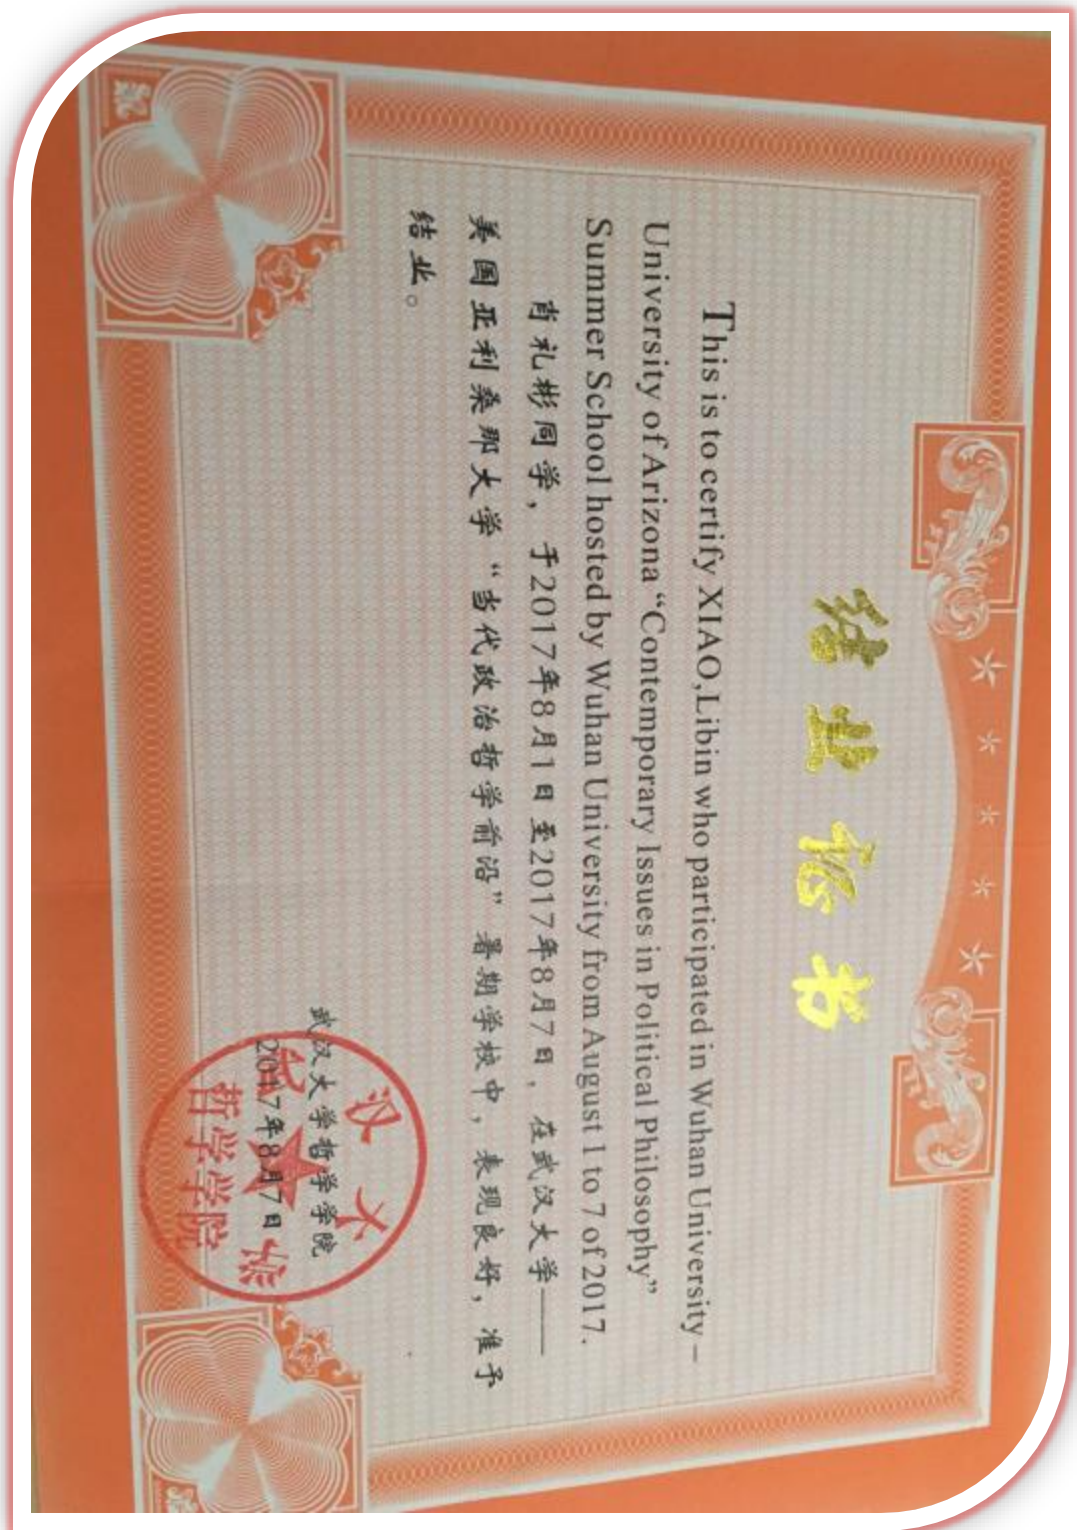 结业证书
This is to certify XIAO,Libin who participated in Wuhan University–
University of Arizona “Contemporary Issues in Political Philosophy”
Summer School hosted by Wuhan University from August 1 to 7 of 2017.
肖礼彬同学，于2017年8月1日至2017年8月7日，在武汉大学——
美国亚利桑那大学“当代政治哲学前沿”暑期学校中，表现良好，准予
结业。
武汉大学哲学学院
2017年8月7日
武汉大学
哲学学院